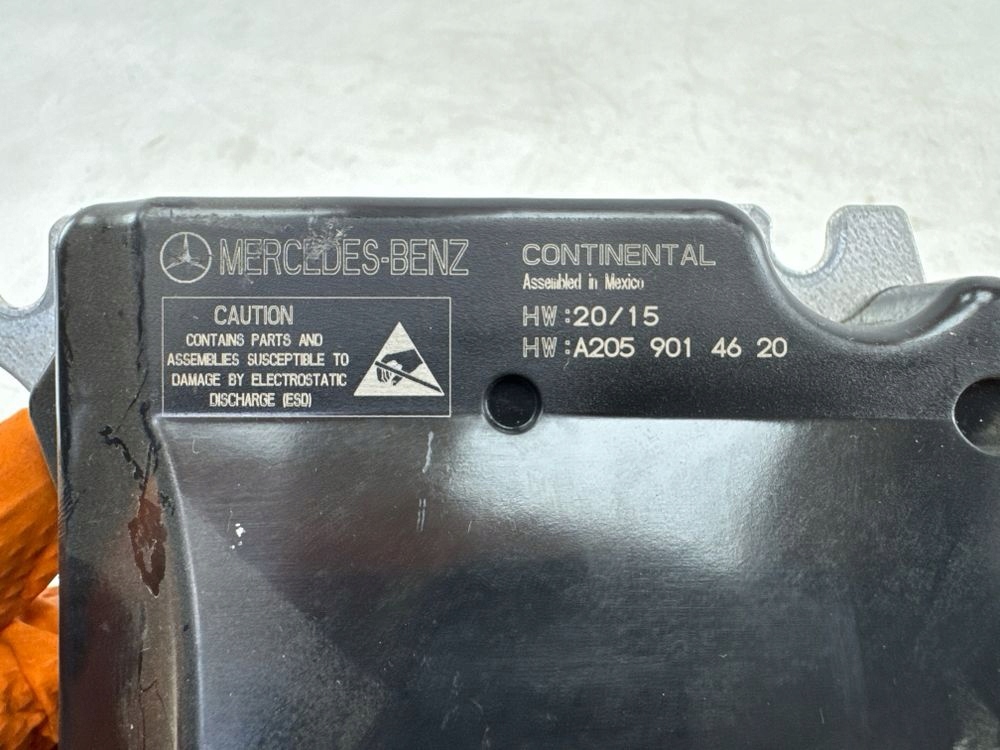 MERCEDES-BENZ
CAUTION
CONTAINS PARTS AND
ASSEMBLIES SUSCEPTIBLE TO
DAMAGE BY ELECTROSTATIC
DISCHARGE (ESD)
CONTINENTAL
Assembled in Mexico
HW:20/15
HW:A205 901 46 20